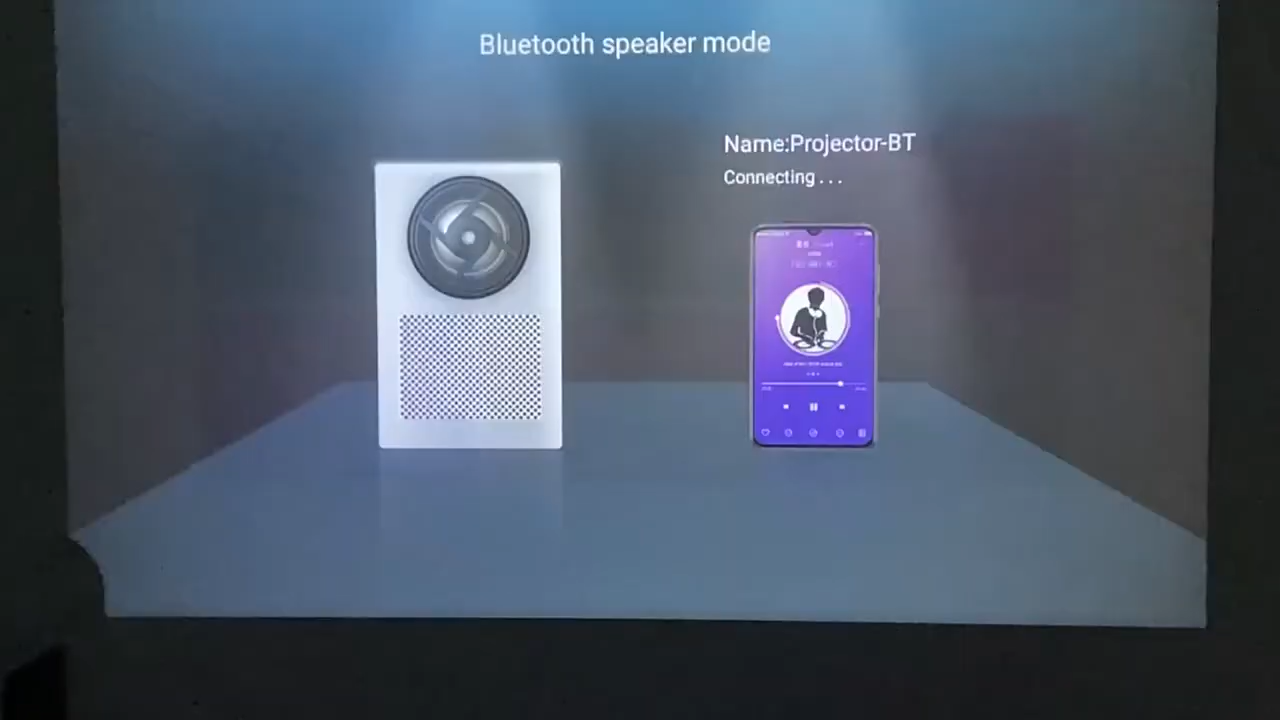 Bluetooth speaker mode
Name:Projector-BT
Connecting . . .